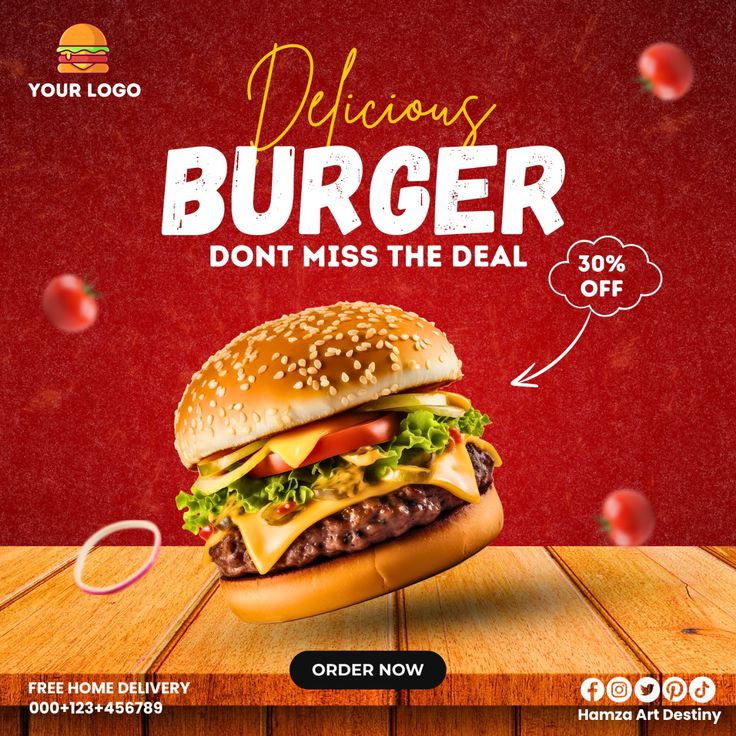 YOUR LOGO
Delicious
BURGER
DONT MISS THE DEAL
30%
OFF
ORDER NOW
FREE HOME DELIVERY
000+123+456789
Hamza Art Destiny